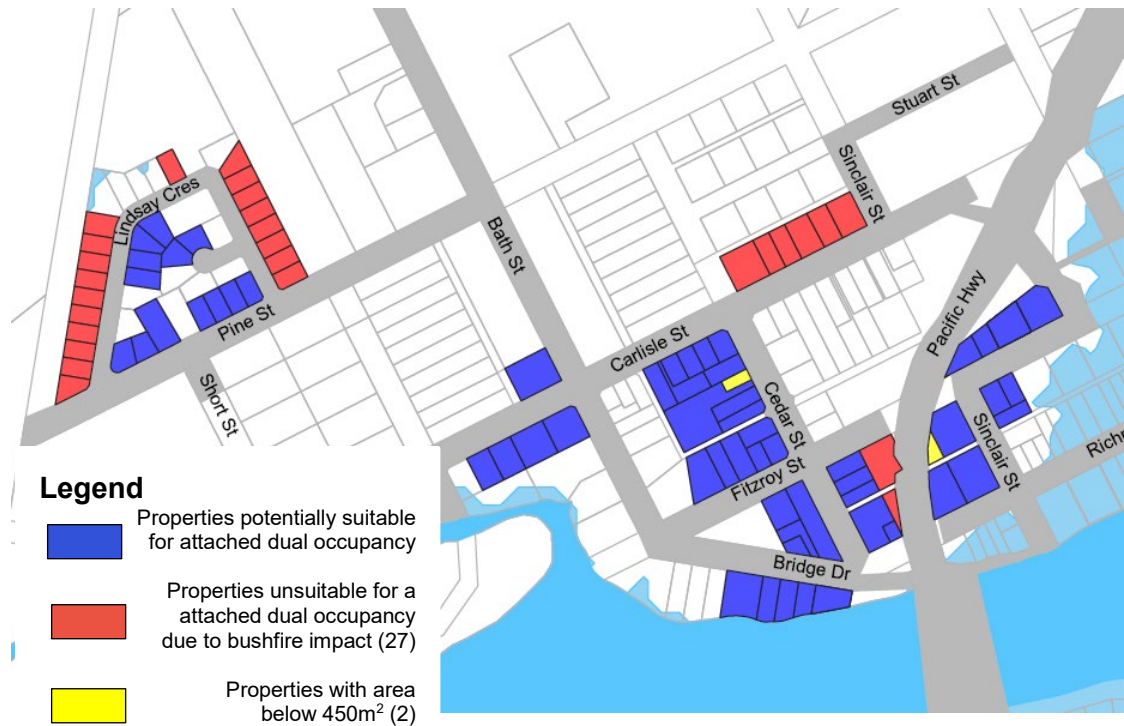 Stuart St
Sinclair St
Lindsay Cres
Bath St
Pine St
Pacific Hwy
Carlisle St
Short St
Cedar St
Sinclair St
Fitzroy St
Richm
Bridge Dr
Legend
Properties potentially suitable
for attached dual occupancy
Properties unsuitable for a
attached dual occupancy
due to bushfire impact (27)
Properties with area
below 450m² (2)